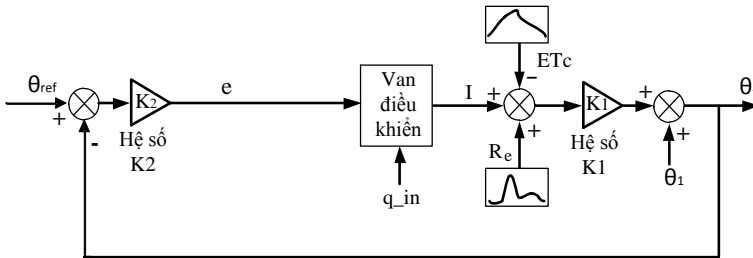 ETc
θref
+
-
K2
Hệ số
K2
e
Van
điều
khiển
q_in
I
+
-
+
Re
K1
Hệ số
K1
+
+
θ1
θ